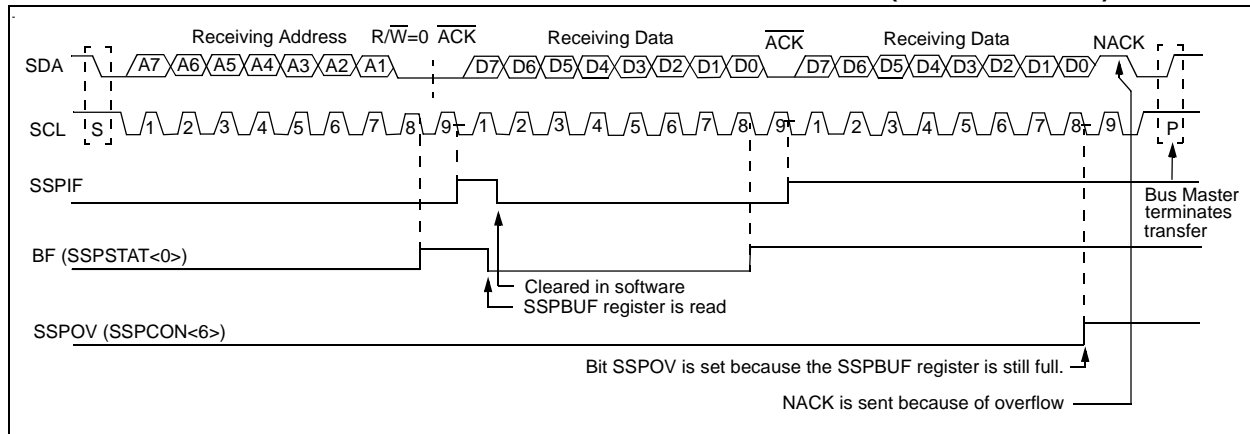 Receiving Address R/W=0 ACK Receiving Data ACK Receiving Data NACK
SDA A7 A6 A5 A4 A3 A2 A1 D7 D6 D5 D4 D3 D2 D1 D0 D7 D6 D5 D4 D3 D2 D1 D0
SCL S 1 2 3 4 5 6 7 8 9 1 2 3 4 5 6 7 8 9 1 2 3 4 5 6 7 8 9 P
SSPIF
Bus Master
terminates
transfer
BF (SSPSTAT<0>)
Cleared in software
SSPBUF register is read
SSPOV (SSPCON<6>)
Bit SSPOV is set because the SSPBUF register is still full.
NACK is sent because of overflow